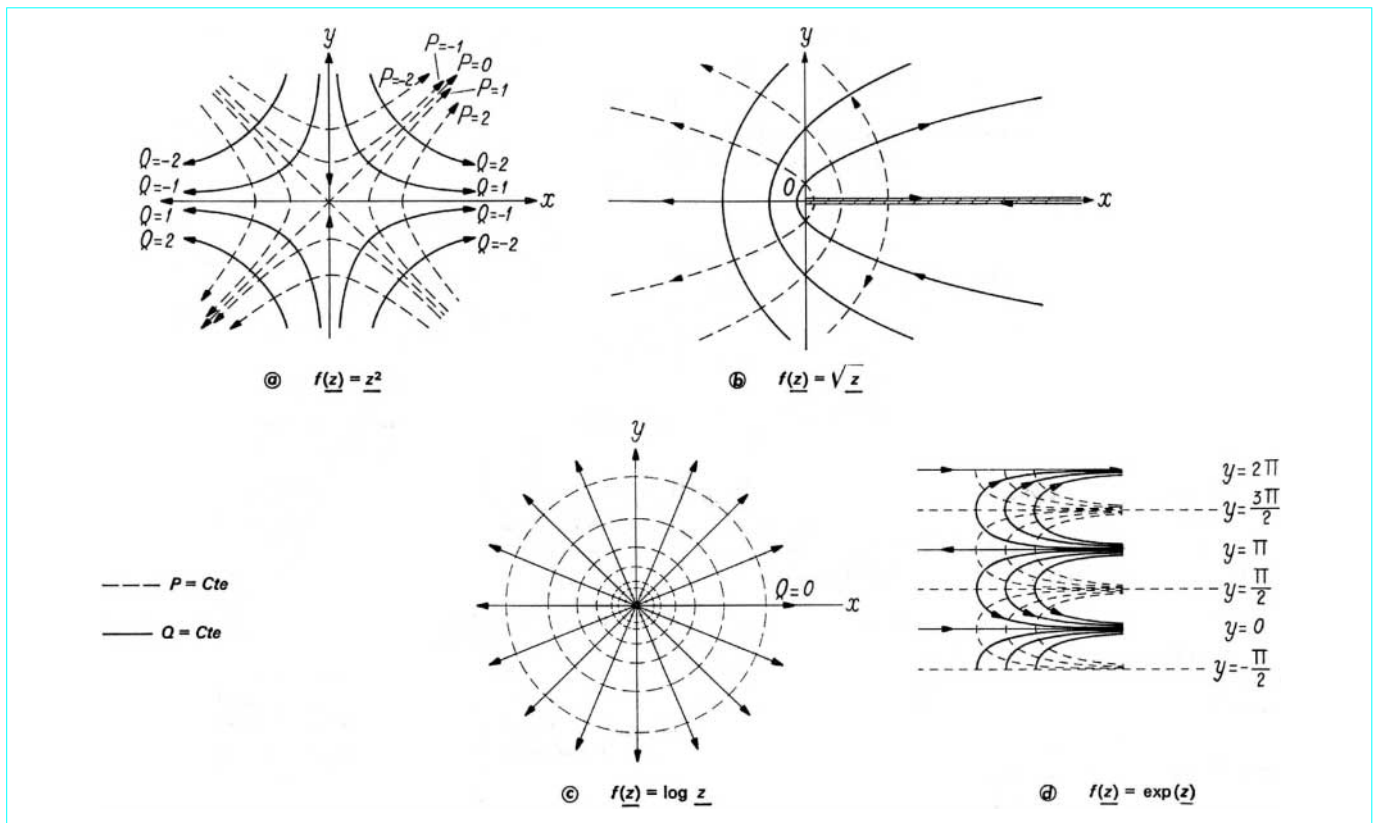 y
P=-1
P=0
P=-2
P=1
P=2
Q=-2
Q=2
Q=-1
Q=1
x
Q=1
Q=-1
Q=2
Q=-2
ⓐ f(z) = z²
y
0
x
ⓑ f(z) = √z
y
Q=0
x
ⓒ f(z) = log z
y=2π
y=3π/2
y=π
y=π/2
y=0
y=-π/2
ⓓ f(z) = exp(z)
P = Cte
Q = Cte